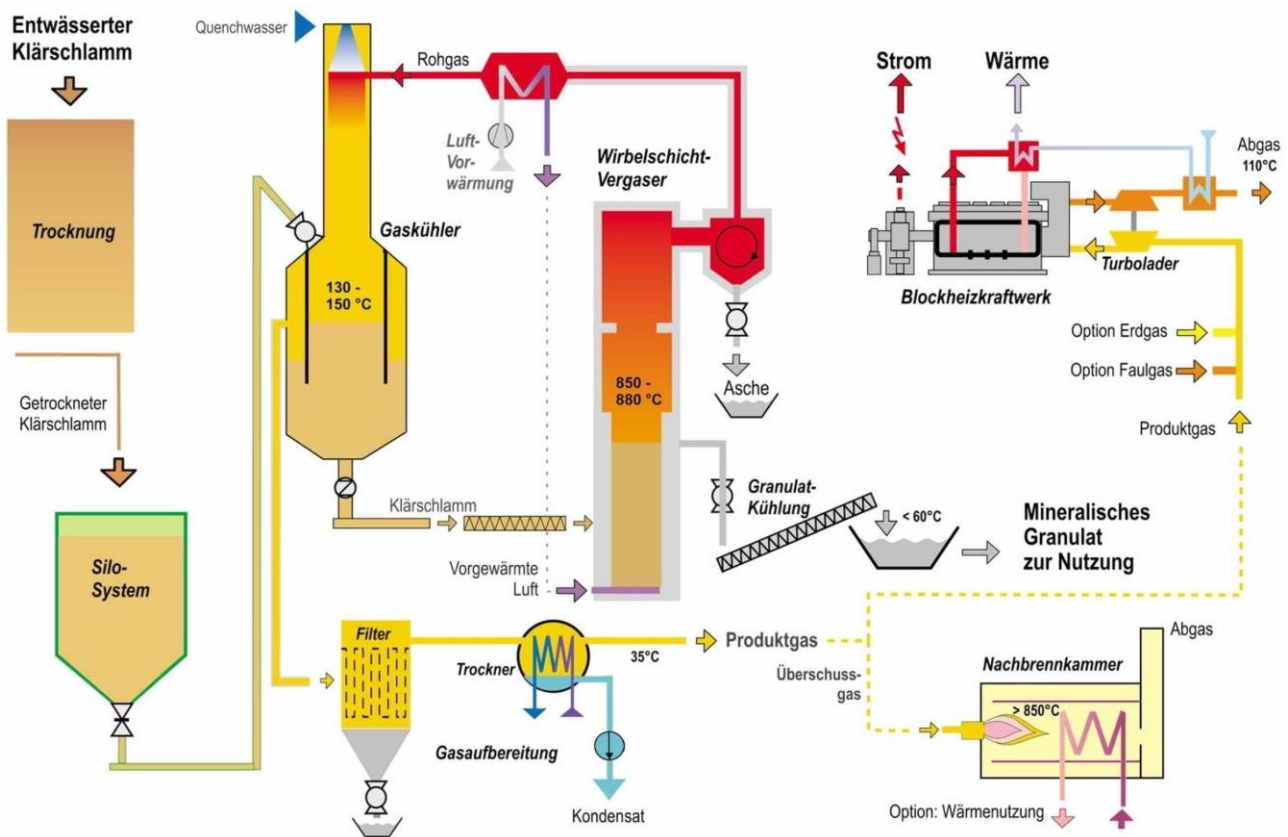 Entwässerter
Klärschlamm
Trocknung
Getrockneter
Klärschlamm
Silo-
System
Quenchwasser
Rohgas
Luft-
Vor-
wärmung
Gaskühler
130 -
150 °C
Wirbelschicht-
Vergaser
850 -
880 °C
Asche
Klärschlamm
Vorgewärmte
Luft
Granulat-
Kühlung
< 60°C
Mineralisches
Granulat
zur Nutzung
Strom
Wärme
Abgas
110°C
Turbolader
Blockheizkraftwerk
Option Erdgas
Option Faulgas
Produktgas
Filter
Trockner
35°C
Produktgas
Gasaufbereitung
Kondensat
Überschuss-
gas
Abgas
Nachbrennkammer
> 850°C
Option: Wärmenutzung